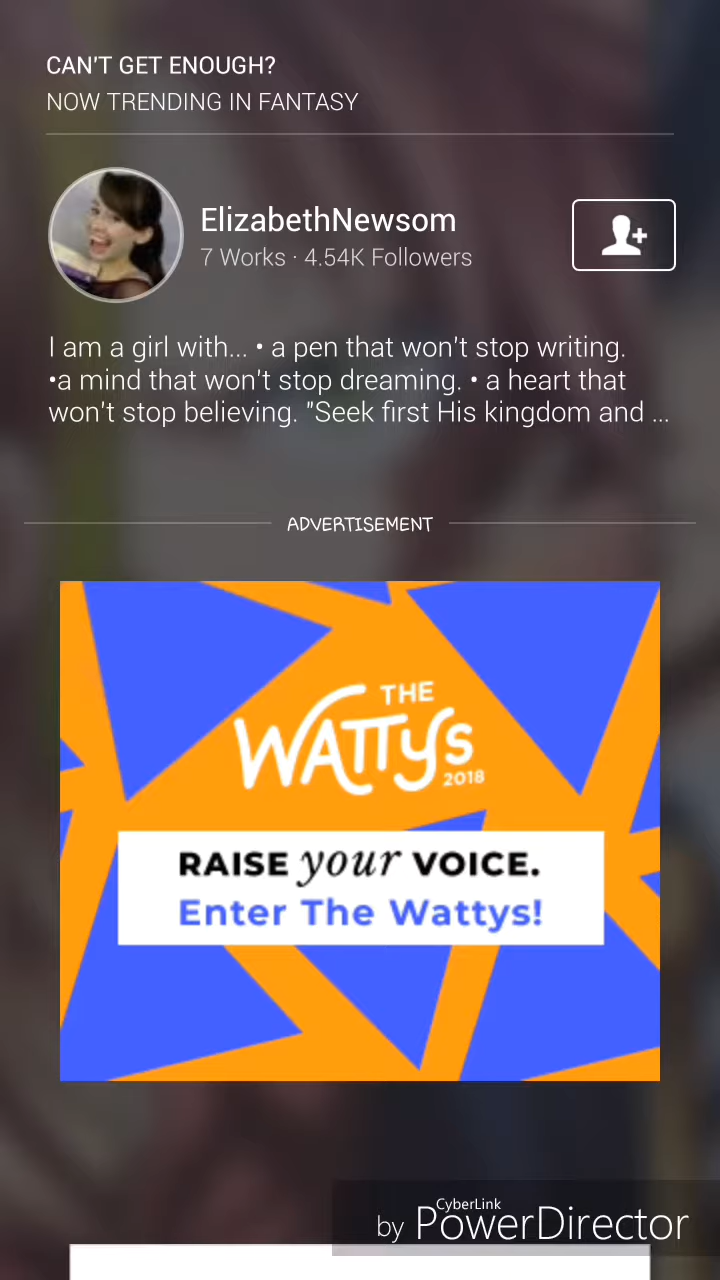 CAN'T GET ENOUGH?
NOW TRENDING IN FANTASY
ElizabethNewsom
7 Works · 4.54K Followers
I am a girl with... • a pen that won't stop writing.
•a mind that won't stop dreaming. • a heart that
won't stop believing. "Seek first His kingdom and ...
ADVERTISEMENT
THE
WATTYS
2018
RAISE your VOICE.
Enter The Wattys!
CyberLink
by PowerDirector